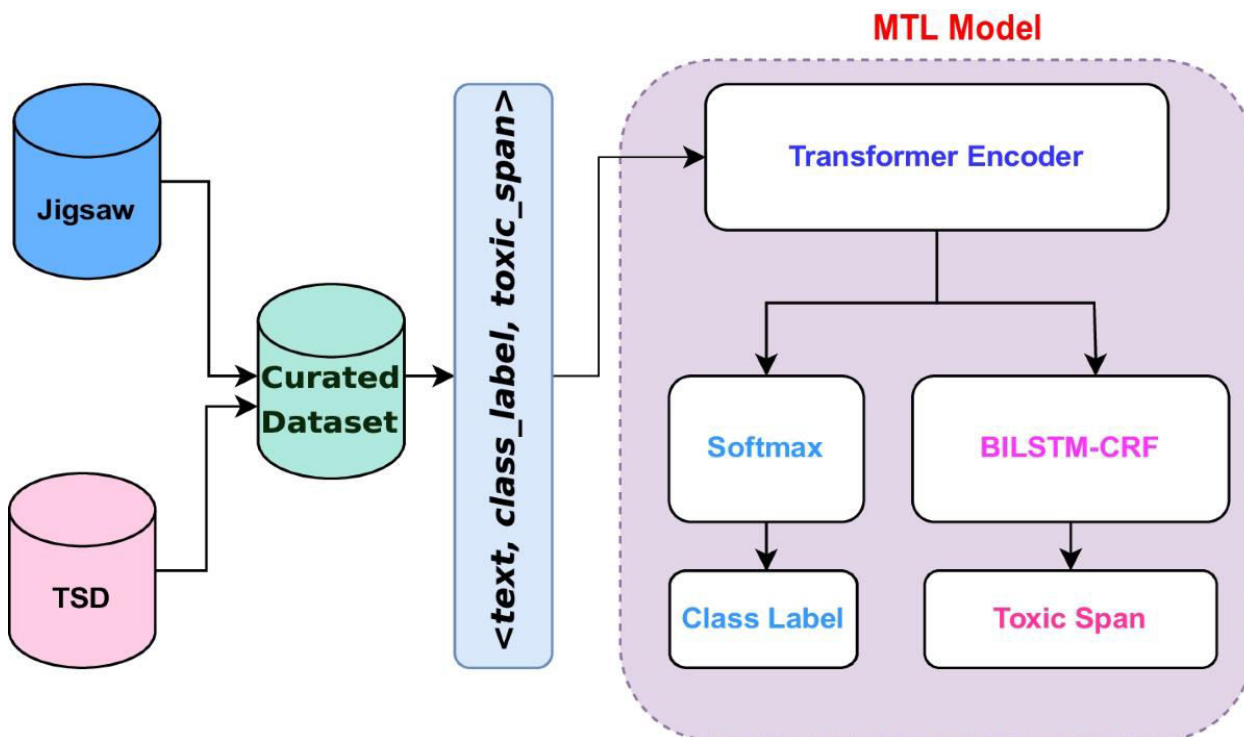 MTL Model
Jigsaw
TSD
Curated
Dataset
<text, class_label, toxic_span>
Transformer Encoder
Softmax
BILSTM-CRF
Class Label
Toxic Span